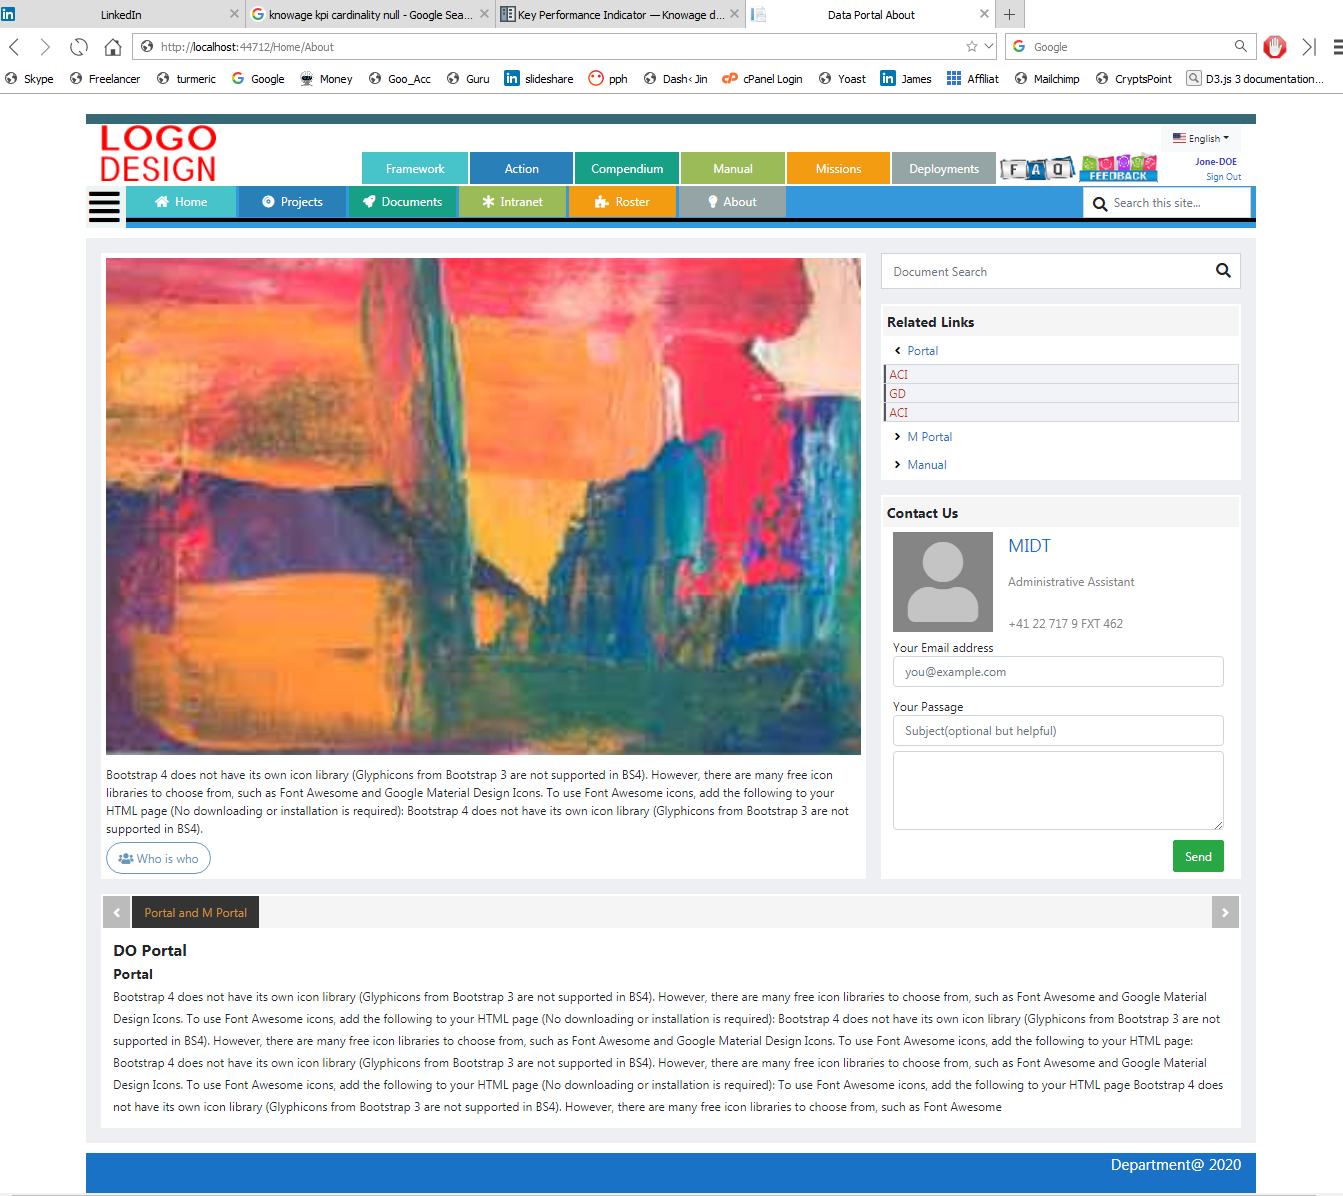 LinkedIn
knowage kpi cardinality null - Google Sea...
Key Performance Indicator — Knowage d...
Data Portal About
http://localhost:44712/Home/About
Google
Skype Freelancer turmeric Google Money Goo_Acc Guru slideshare pph Dash<Jin cPanel Login Yoast James Affiliat Mailchimp CryptsPoint D3.js 3 documentation...
LOGO
DESIGN
English
Framework Action Compendium Manual Missions Deployments FAQ FEEDBACK
Jone-DOE
Sign Out
Home Projects Documents Intranet Roster About
Search this site...
Document Search
Related Links
Portal
ACI
GD
ACI
M Portal
Manual
Contact Us
MIDT
Administrative Assistant
+41 22 717 9 FXT 462
Your Email address
you@example.com
Your Passage
Subject(optional but helpful)
Send
Bootstrap 4 does not have its own icon library (Glyphicons from Bootstrap 3 are not supported in BS4). However, there are many free icon
libraries to choose from, such as Font Awesome and Google Material Design Icons. To use Font Awesome icons, add the following to your
HTML page (No downloading or installation is required): Bootstrap 4 does not have its own icon library (Glyphicons from Bootstrap 3 are not
supported in BS4).
Who is who
Portal and M Portal
DO Portal
Portal
Bootstrap 4 does not have its own icon library (Glyphicons from Bootstrap 3 are not supported in BS4). However, there are many free icon libraries to choose from, such as Font Awesome and Google Material
Design Icons. To use Font Awesome icons, add the following to your HTML page (No downloading or installation is required): Bootstrap 4 does not have its own icon library (Glyphicons from Bootstrap 3 are not
supported in BS4). However, there are many free icon libraries to choose from, such as Font Awesome and Google Material Design Icons. To use Font Awesome icons, add the following to your HTML page:
Bootstrap 4 does not have its own icon library (Glyphicons from Bootstrap 3 are not supported in BS4). However, there are many free icon libraries to choose from, such as Font Awesome and Google Material
Design Icons. To use Font Awesome icons, add the following to your HTML page (No downloading or installation is required): To use Font Awesome icons, add the following to your HTML page Bootstrap 4 does
not have its own icon library (Glyphicons from Bootstrap 3 are not supported in BS4). However, there are many free icon libraries to choose from, such as Font Awesome
Department@ 2020